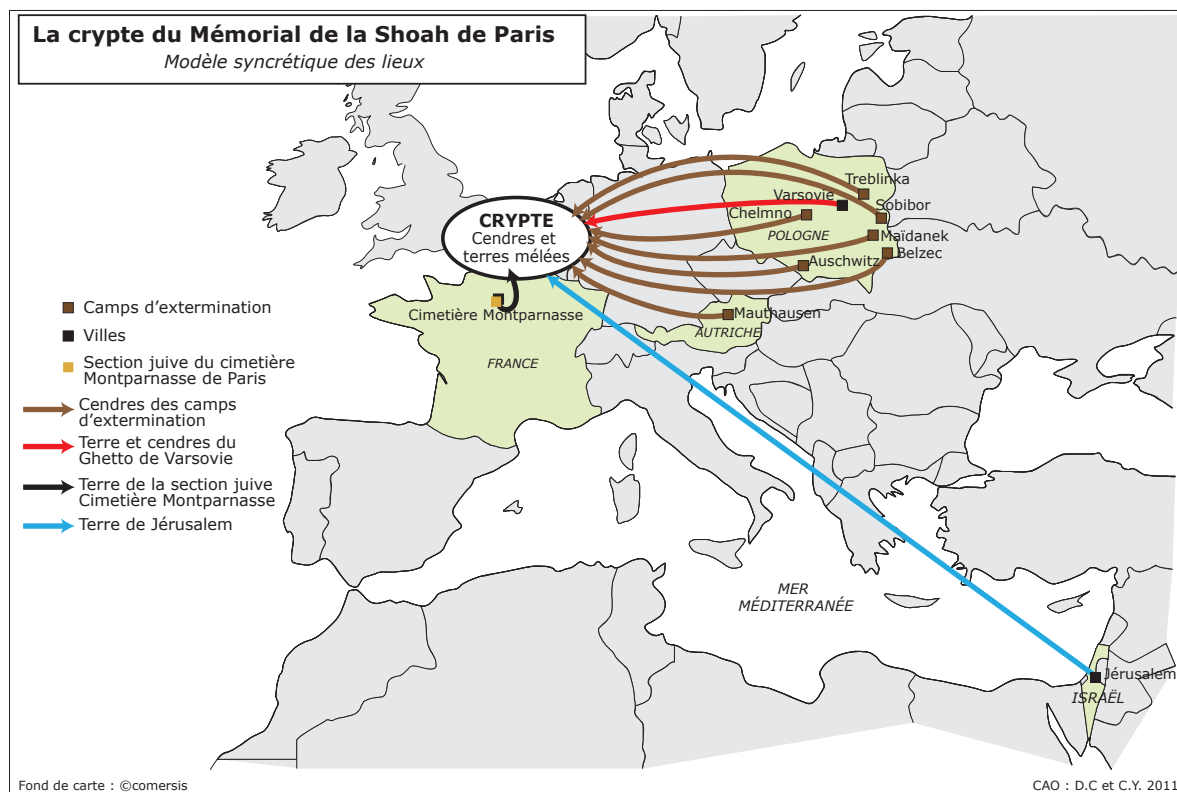 La crypte du Mémorial de la Shoah de Paris
Modèle syncrétique des lieux
Treblinka
Varsovie
Sobibor
Chelmno
POLOGNE
Maïdanek
Auschwitz
Belzec
CRYPTE
Cendres et
terres mélées
Cimetière Montparnasse
Mauthausen
AUTRICHE
FRANCE
Camps d'extermination
Villes
Section juive du cimetière
Montparnasse de Paris
Cendres des camps
d'extermination
Terre et cendres du
Ghetto de Varsovie
Terre de la section juive
Cimetière Montparnasse
Terre de Jérusalem
MER
MÉDITERRANÉE
Jérusalem
ISRAËL
Fond de carte : ©comersis
CAO : D.C et C.Y. 2011